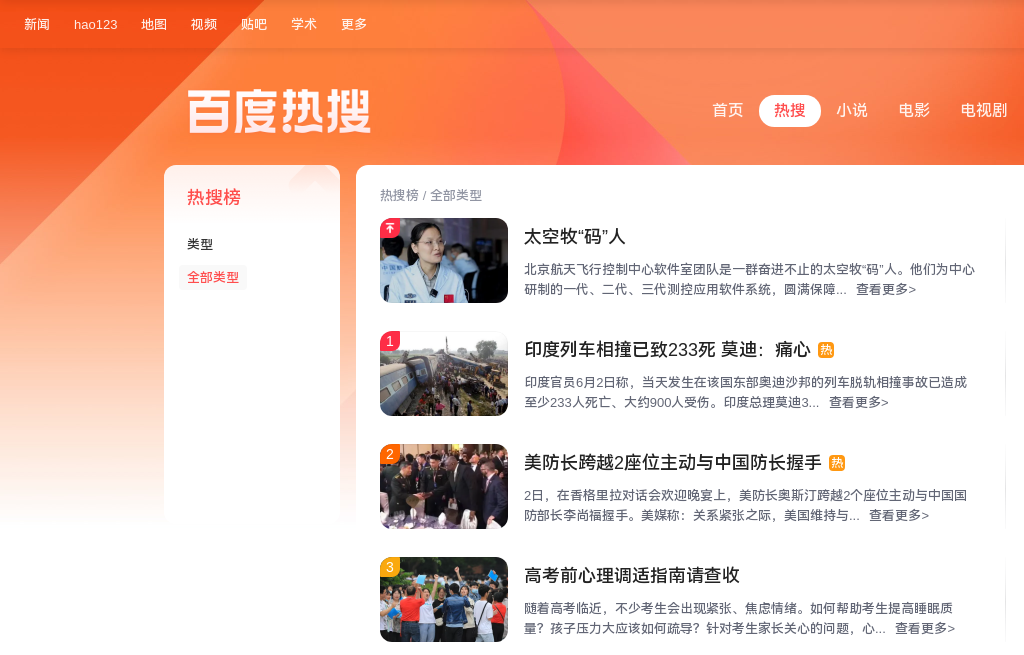 新闻 hao123 地图 视频 贴吧 学术 更多
百度热搜
首页 热搜 小说 电影 电视剧
热搜榜
类型
全部类型
热搜榜 / 全部类型
太空牧“码”人
北京航天飞行控制中心软件室团队是一群奋进不止的太空牧“码”人。他们为中心
研制的一代、二代、三代测控应用软件系统，圆满保障... 查看更多>
1
印度列车相撞已致233死 莫迪：痛心 热
印度官员6月2日称，当天发生在该国东部奥迪沙邦的列车脱轨相撞事故已造成
至少233人死亡、大约900人受伤。印度总理莫迪3... 查看更多>
2
美防长跨越2座位主动与中国防长握手 热
2日，在香格里拉对话会欢迎晚宴上，美防长奥斯汀跨越2个座位主动与中国国
防部长李尚福握手。美媒称：关系紧张之际，美国维持与... 查看更多>
3
高考前心理调适指南请查收
随着高考临近，不少考生会出现紧张、焦虑情绪。如何帮助考生提高睡眠质
量？孩子压力大应该如何疏导？针对考生家长关心的问题，心... 查看更多>